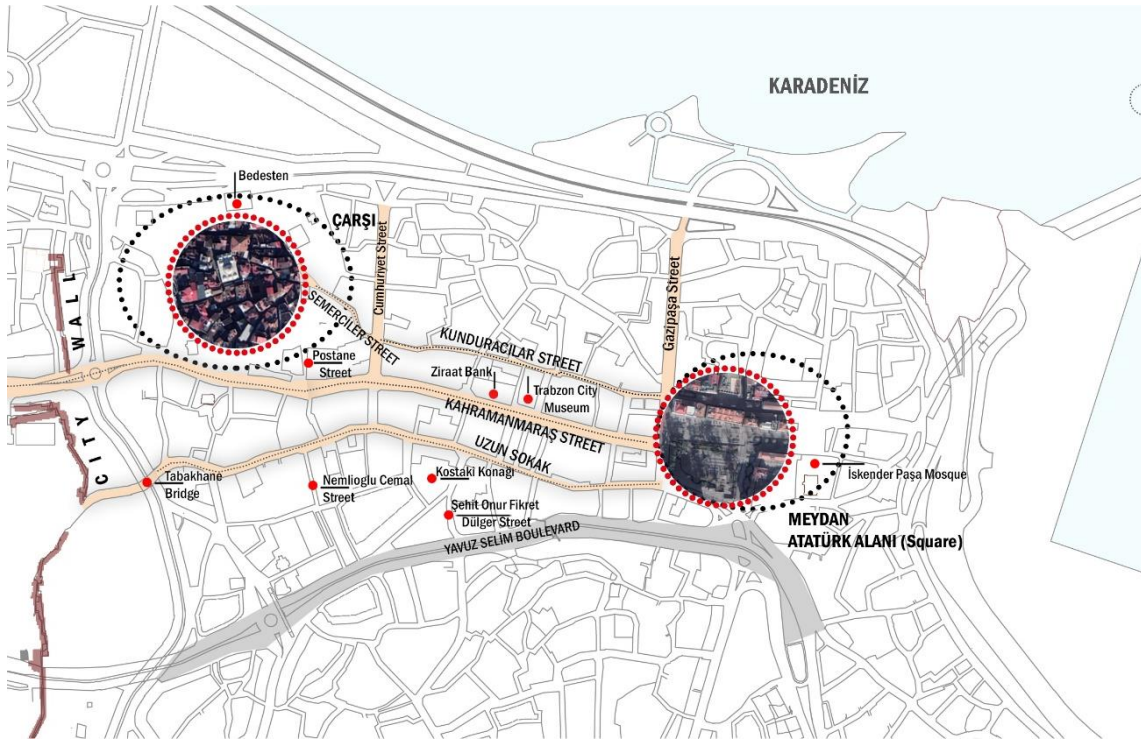 KARADENİZ
Bedesten
ÇARŞI
CITY WALL
Cumhuriyet Street
Gazipaşa Street
SEMERCİLER STREET
KUNDURACILAR STREET
Postane
Street
Ziraat Bank
Trabzon City
Museum
KAHRAMANMARAŞ STREET
UZUN SOKAK
Tabakhane
Bridge
Nemlioglu Cemal
Street
Kostaki Konağı
Şehit Onur Fikret
Dülger Street
YAVUZ SELİM BOULEVARD
İskender Paşa Mosque
MEYDAN
ATATÜRK ALANI (Square)